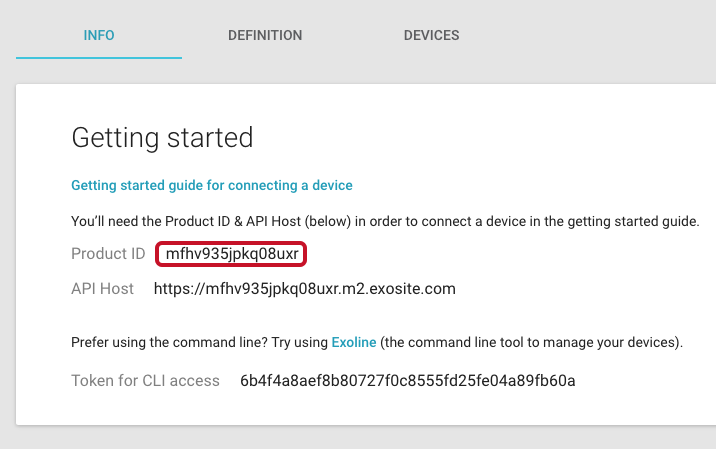 INFO DEFINITION DEVICES
Getting started
Getting started guide for connecting a device
You'll need the Product ID & API Host (below) in order to connect a device in the getting started guide.
Product ID mfhv935jpkq08uxr
API Host https://mfhv935jpkq08uxr.m2.exosite.com
Prefer using the command line? Try using Exoline (the command line tool to manage your devices).
Token for CLI access 6b4f4a8aef8b80727f0c8555fd25fe04a89fb60a